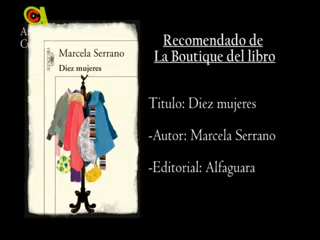 Marcela Serrano
Diez mujeres
Recomendado de
La Boutique del libro
Titulo: Diez mujeres
-Autor: Marcela Serrano
-Editorial: Alfaguara